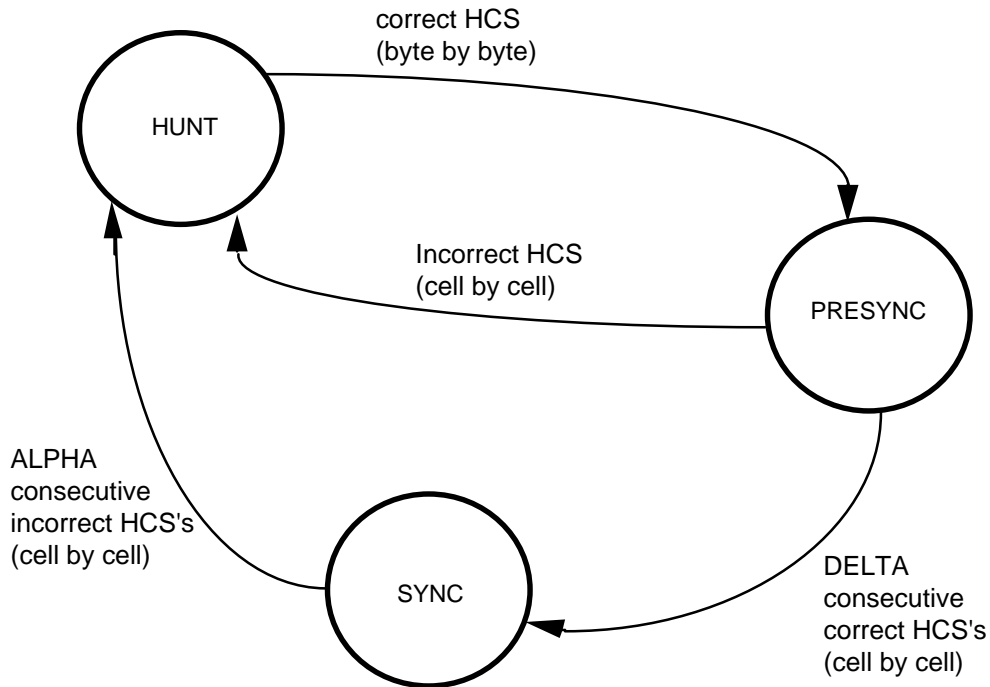 correct HCS
(byte by byte)
HUNT
Incorrect HCS
(cell by cell)
PRESYNC
ALPHA
consecutive
incorrect HCS's
(cell by cell)
SYNC
DELTA
consecutive
correct HCS's
(cell by cell)